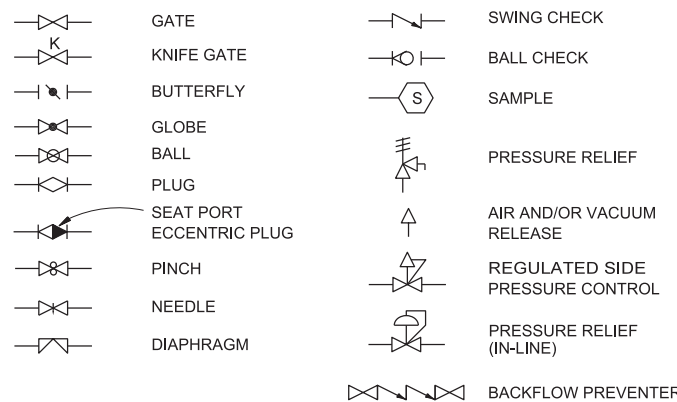 GATE
K
KNIFE GATE
BUTTERFLY
GLOBE
BALL
PLUG
SEAT PORT
ECCENTRIC PLUG
PINCH
NEEDLE
DIAPHRAGM
SWING CHECK
BALL CHECK
S
SAMPLE
PRESSURE RELIEF
AIR AND/OR VACUUM
RELEASE
REGULATED SIDE
PRESSURE CONTROL
PRESSURE RELIEF
(IN-LINE)
BACKFLOW PREVENTER